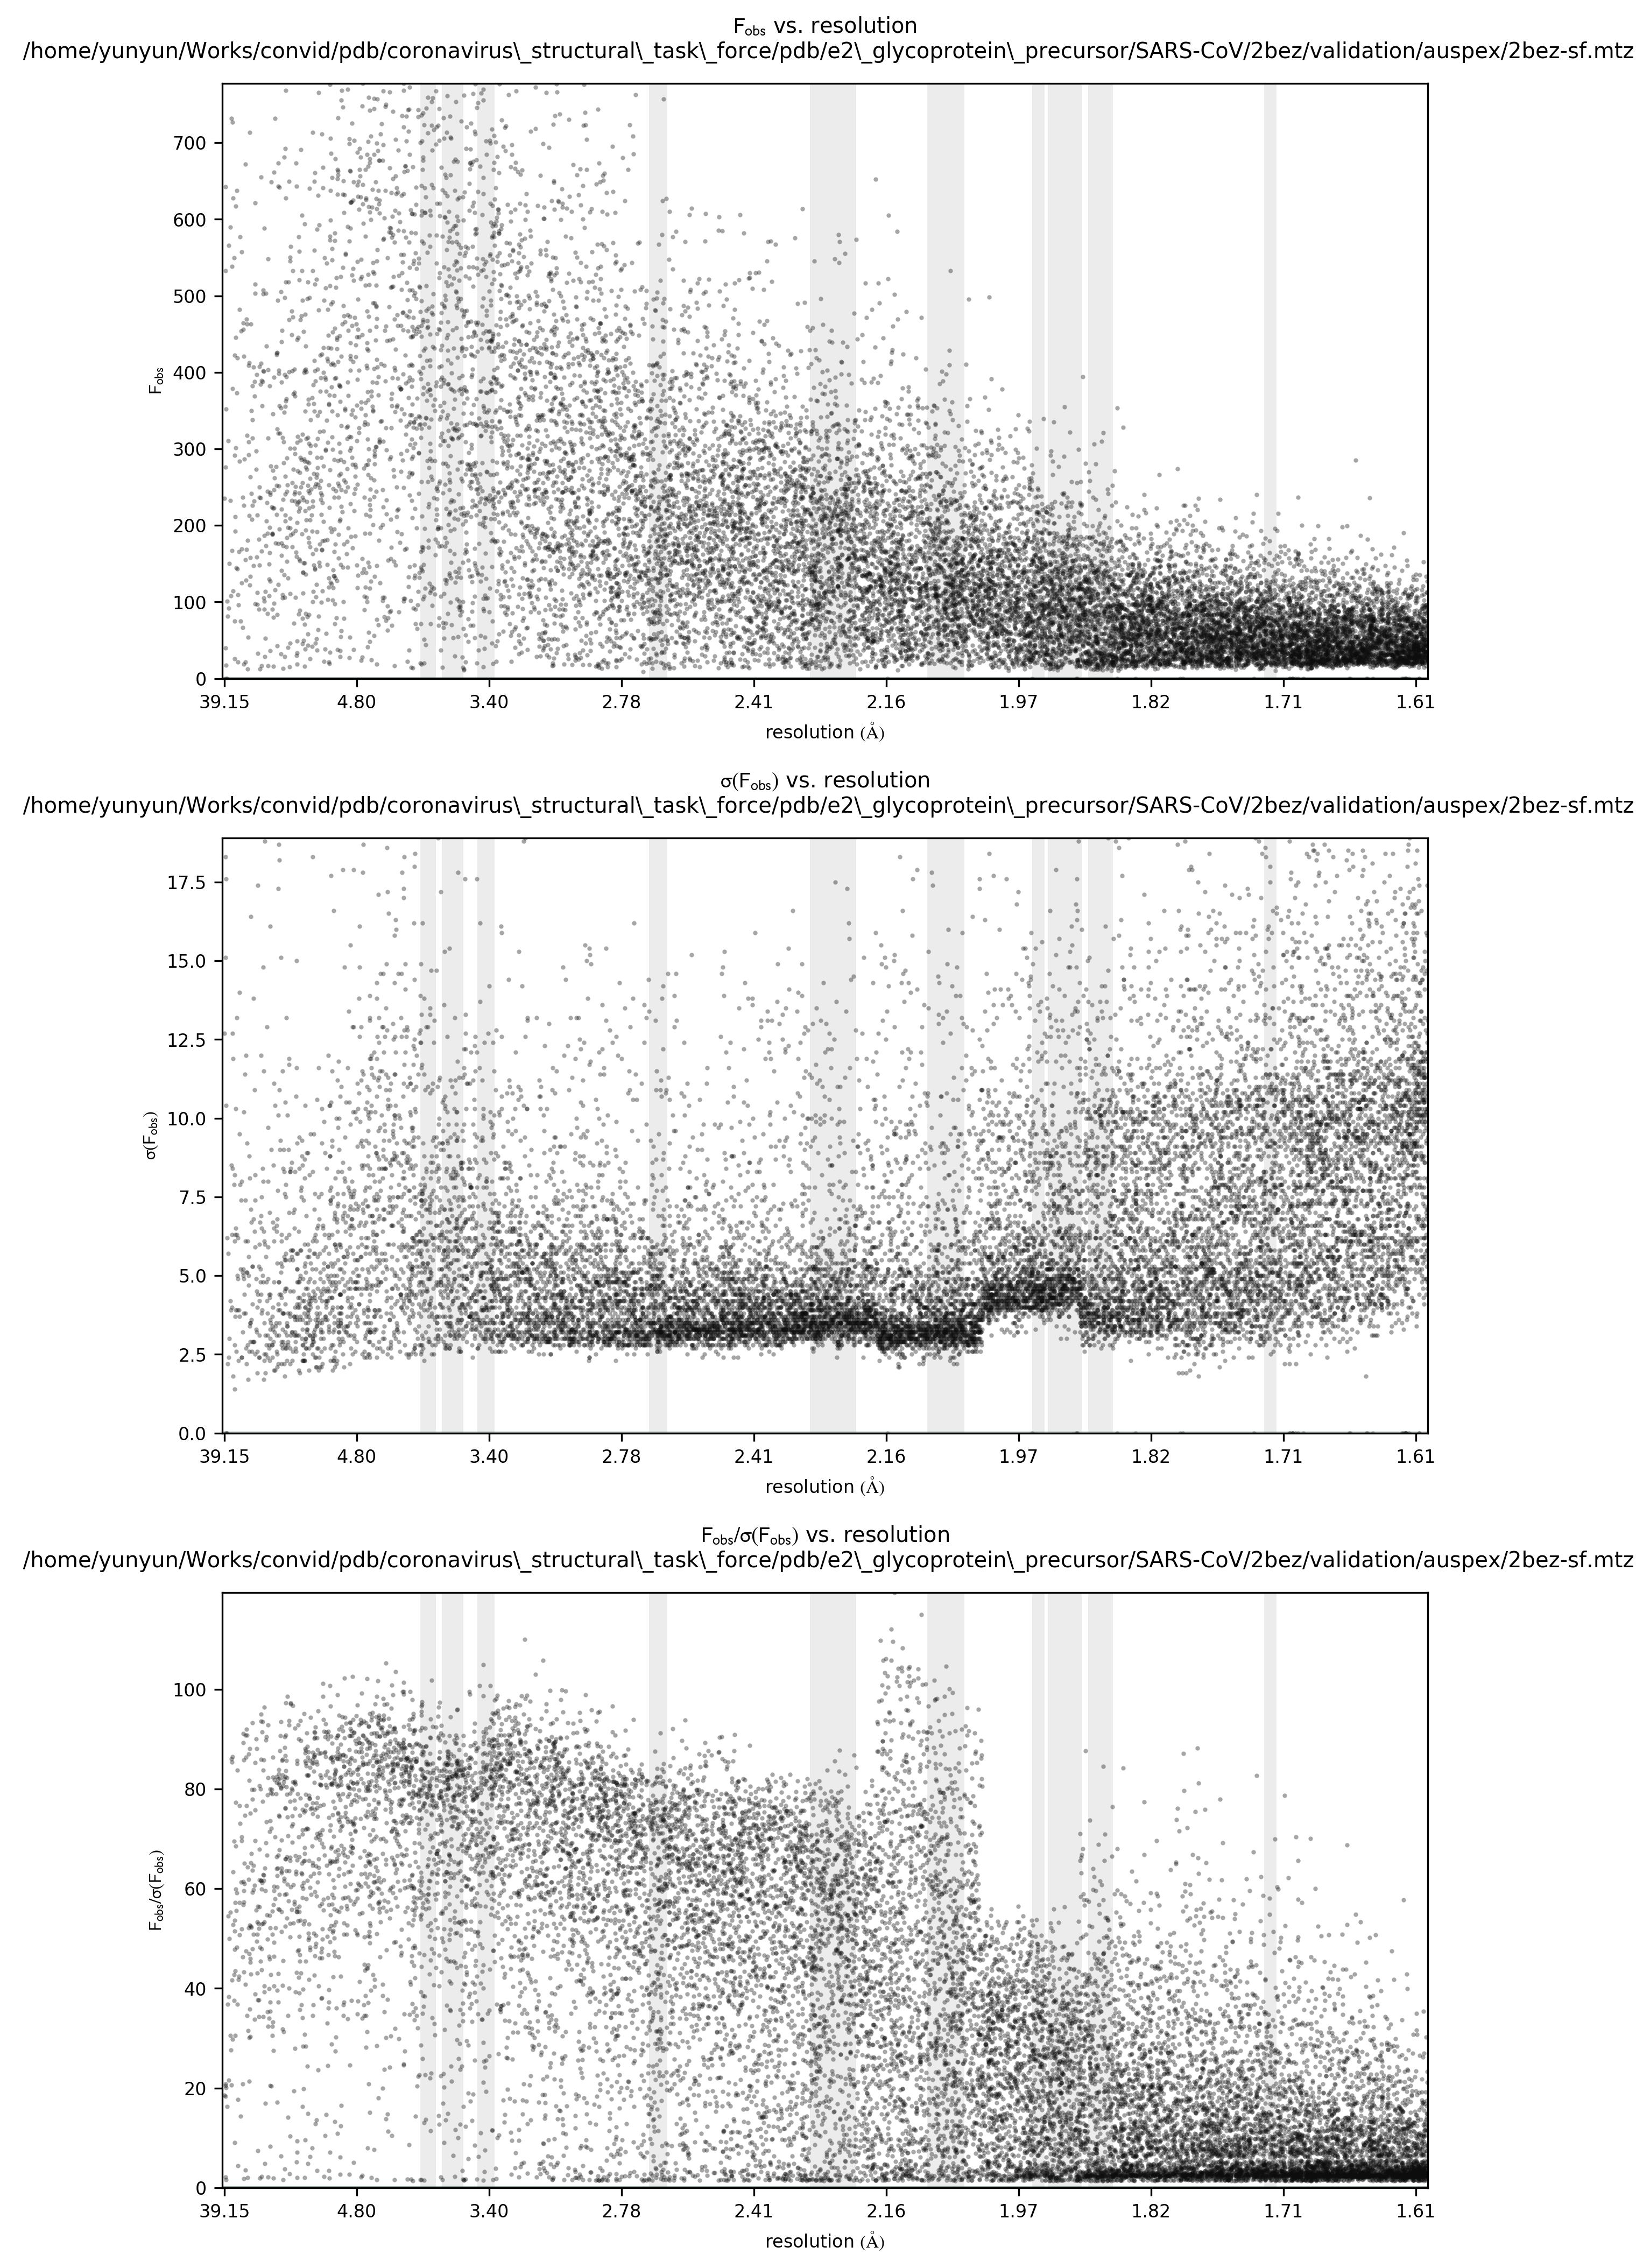 Fobs vs. resolution
/home/yunyun/Works/convid/pdb/coronavirus\_structural\_task\_force/pdb/e2\_glycoprotein\_precursor/SARS-CoV/2bez/validation/auspex/2bez-sf.mtz
Fobs
700
600
500
400
300
200
100
0
39.15 4.80 3.40 2.78 2.41 2.16 1.97 1.82 1.71 1.61
resolution (Å)
σ(Fobs) vs. resolution
/home/yunyun/Works/convid/pdb/coronavirus\_structural\_task\_force/pdb/e2\_glycoprotein\_precursor/SARS-CoV/2bez/validation/auspex/2bez-sf.mtz
σ(Fobs)
17.5
15.0
12.5
10.0
7.5
5.0
2.5
0.0
39.15 4.80 3.40 2.78 2.41 2.16 1.97 1.82 1.71 1.61
resolution (Å)
Fobs/σ(Fobs) vs. resolution
/home/yunyun/Works/convid/pdb/coronavirus\_structural\_task\_force/pdb/e2\_glycoprotein\_precursor/SARS-CoV/2bez/validation/auspex/2bez-sf.mtz
Fobs/σ(Fobs)
100
80
60
40
20
0
39.15 4.80 3.40 2.78 2.41 2.16 1.97 1.82 1.71 1.61
resolution (Å)